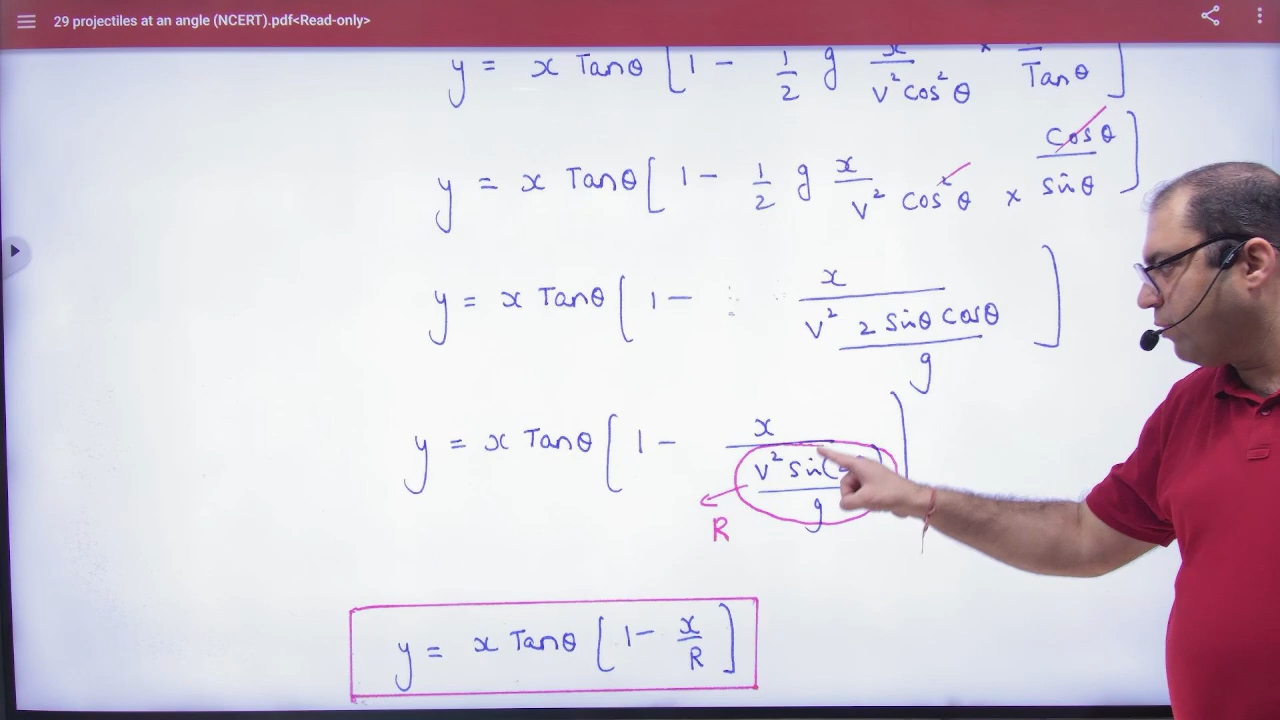 29 projectiles at an angle (NCERT).pdf<Read-only>
y = x Tanθ [ 1 - 1/2 g x/(v² cos²θ) × 1/Tanθ ]
y = x Tanθ [ 1 - 1/2 g x/(v² cos²θ) × cosθ/sinθ ]
y = x Tanθ [ 1 - x/(v² 2 sinθ cosθ/g) ]
y = x Tanθ [ 1 - x/(v² sin(/g) ]
R
y = x Tanθ [ 1 - x/R ]